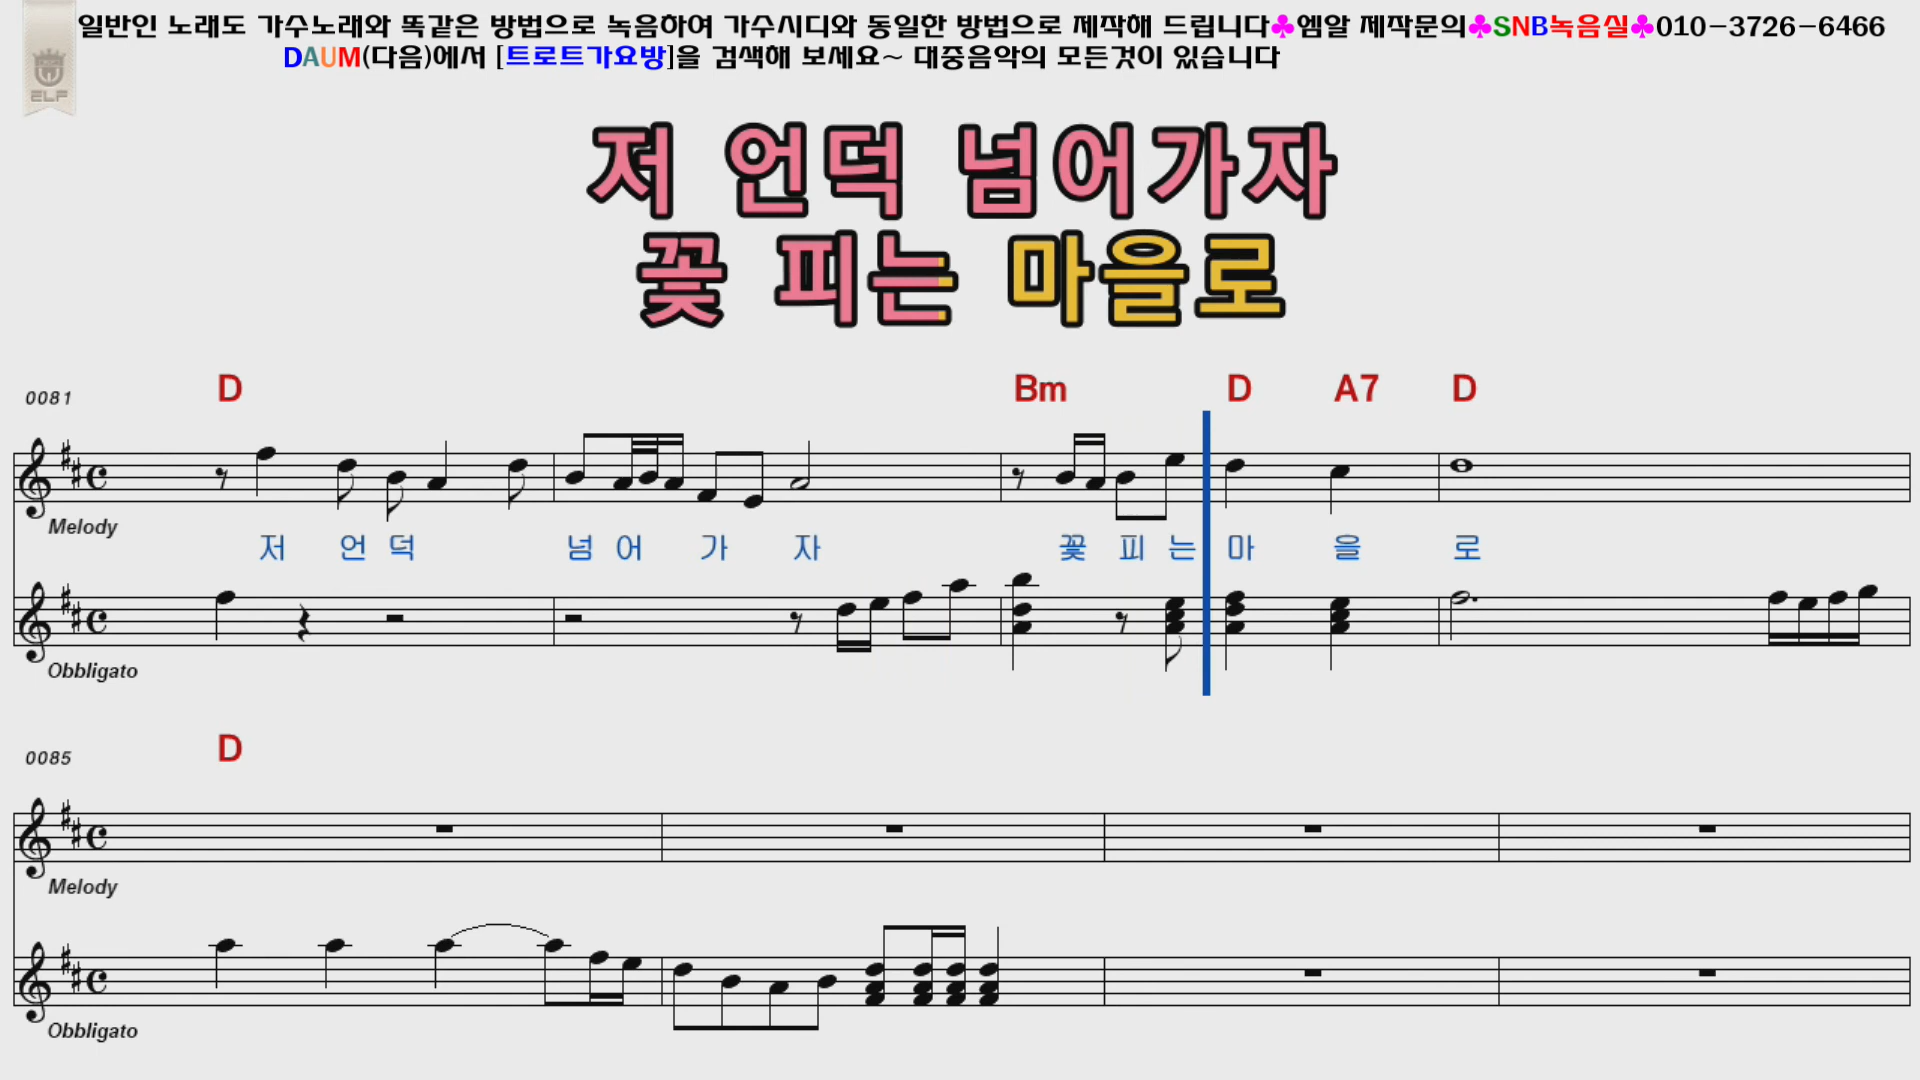 일반인 노래도 가수노래와 똑같은 방법으로 녹음하여 가수시디와 동일한 방법으로 제작해 드립니다♣엠알 제작문의♣SNB녹음실♣010-3726-6466
DAUM(다음)에서 [트로트가요방]을 검색해 보세요~ 대중음악의 모든것이 있습니다
ELF
저 언덕 넘어가자
꽃 피는 마을로
0081 D Bm D A7 D
Melody
저 언 덕 넘 어 가 자 꽃 피 는 마 을 로
Obbligato
0085 D
Melody
Obbligato